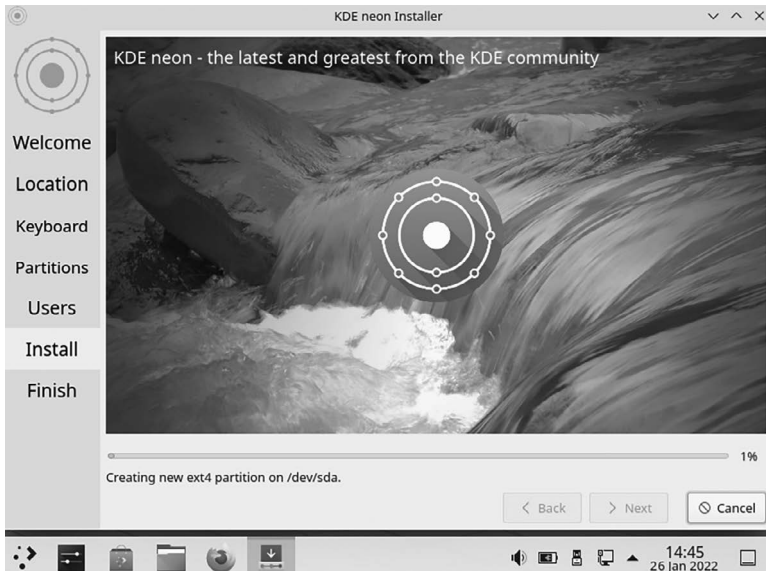 KDE neon Installer
KDE neon - the latest and greatest from the KDE community
Welcome
Location
Keyboard
Partitions
Users
Install
Finish
1%
Creating new ext4 partition on /dev/sda.
Back
Next
Cancel
14:45
26 Jan 2022